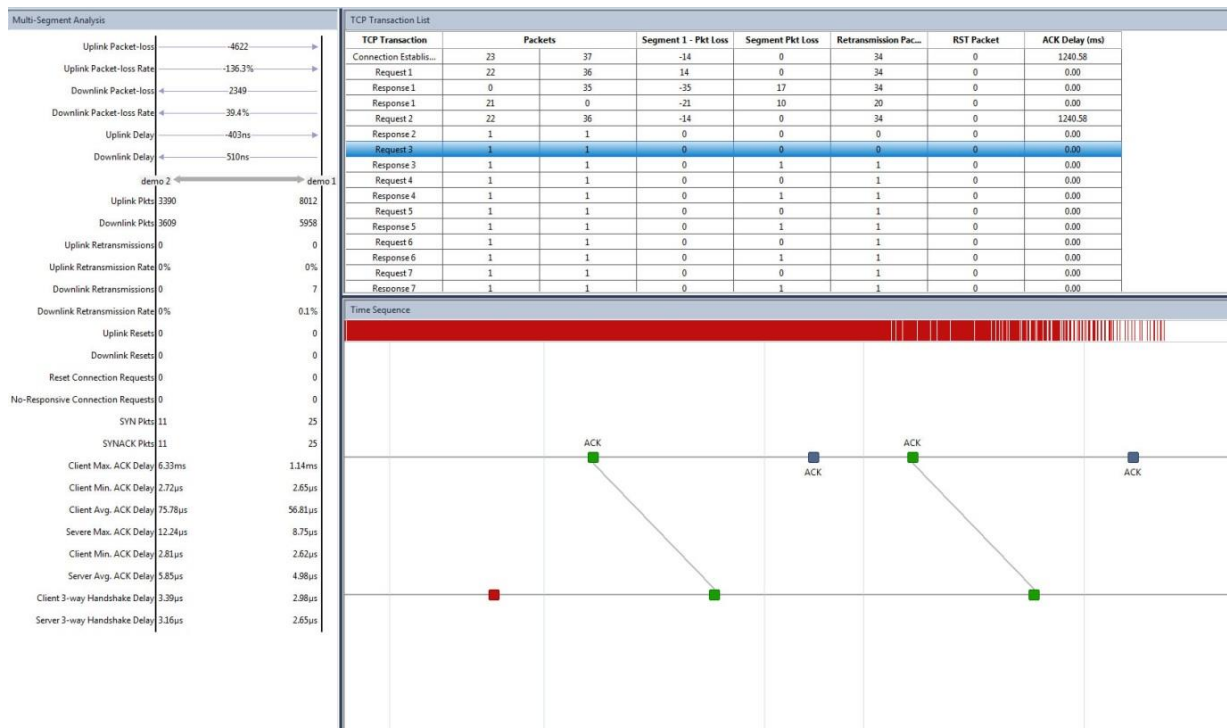 Multi-Segment Analysis
Uplink Packet-loss -4622
Uplink Packet-loss Rate -136.3%
Downlink Packet-loss 2349
Downlink Packet-loss Rate 39.4%
Uplink Delay -403ns
Downlink Delay 510ns
demo 2 demo 1
Uplink Pkts 3390 8012
Downlink Pkts 3609 5958
Uplink Retransmissions 0 0
Uplink Retransmission Rate 0% 0%
Downlink Retransmissions 0 7
Downlink Retransmission Rate 0% 0.1%
Uplink Resets 0 0
Downlink Resets 0 0
Reset Connection Requests 0 0
No-Responsive Connection Requests 0 0
SYN Pkts 11 25
SYNACK Pkts 11 25
Client Max. ACK Delay 6.33ms 1.14ms
Client Min. ACK Delay 2.72µs 2.65µs
Client Avg. ACK Delay 75.78µs 56.81µs
Severe Max. ACK Delay 12.24µs 8.75µs
Client Min. ACK Delay 2.81µs 2.62µs
Server Avg. ACK Delay 5.85µs 4.98µs
Client 3-way Handshake Delay 3.39µs 2.98µs
Server 3-way Handshake Delay 3.16µs 2.65µs
TCP Transaction List
TCP Transaction Packets Segment 1 - Pkt Loss Segment Pkt Loss Retransmission Pac... RST Packet ACK Delay (ms)
Connection Establis... 23 37 -14 0 34 0 1240.58
Request 1 22 36 14 0 34 0 0.00
Response 1 0 35 -35 17 34 0 0.00
Response 1 21 0 -21 10 20 0 0.00
Request 2 22 36 -14 0 34 0 1240.58
Response 2 1 1 0 0 0 0 0.00
Request 3 1 1 0 0 0 0 0.00
Response 3 1 1 0 1 1 0 0.00
Request 4 1 1 0 0 1 0 0.00
Response 4 1 1 0 1 1 0 0.00
Request 5 1 1 0 0 1 0 0.00
Response 5 1 1 0 1 1 0 0.00
Request 6 1 1 0 0 1 0 0.00
Response 6 1 1 0 1 1 0 0.00
Request 7 1 1 0 0 1 0 0.00
Response 7 1 1 0 1 1 0 0.00
Time Sequence
ACK ACK
ACK ACK